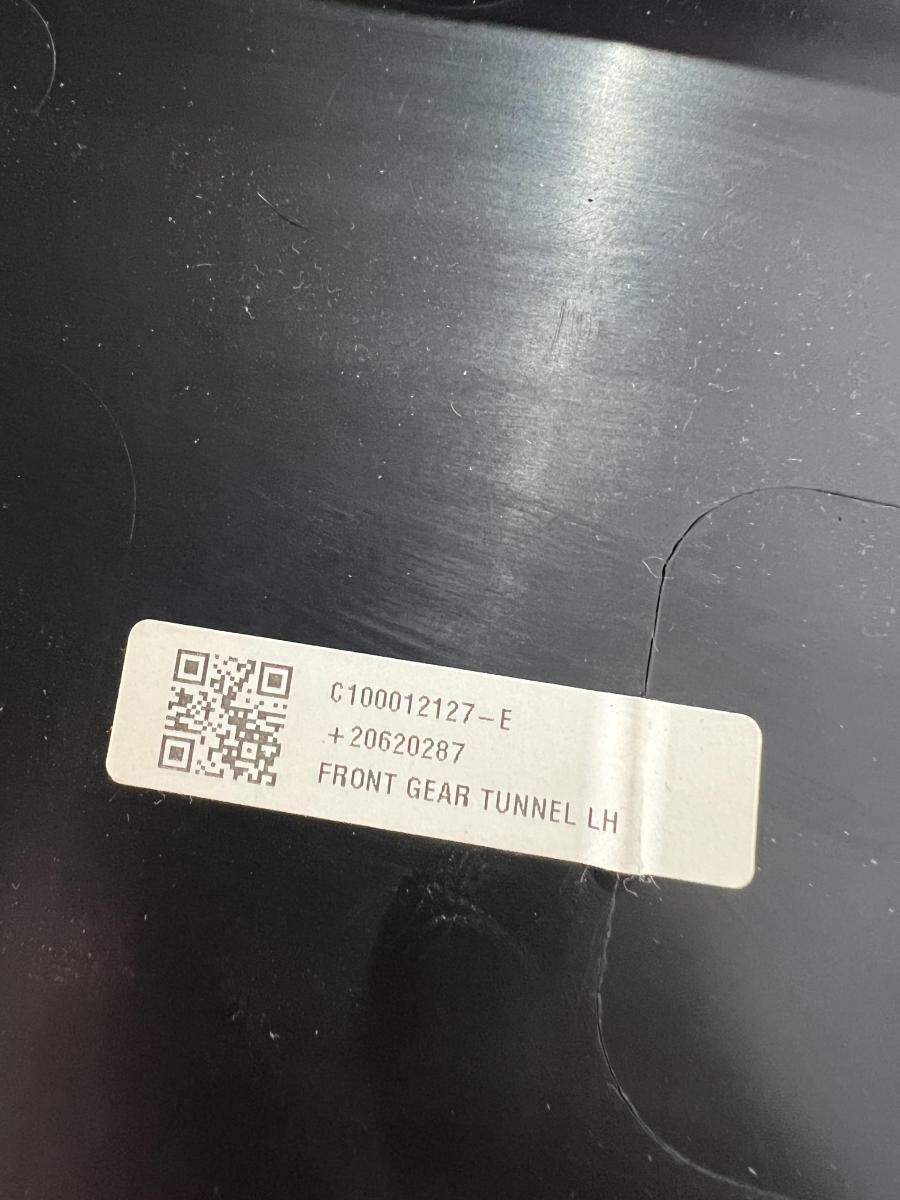 C100012127-E
+20620287
FRONT GEAR TUNNEL LH